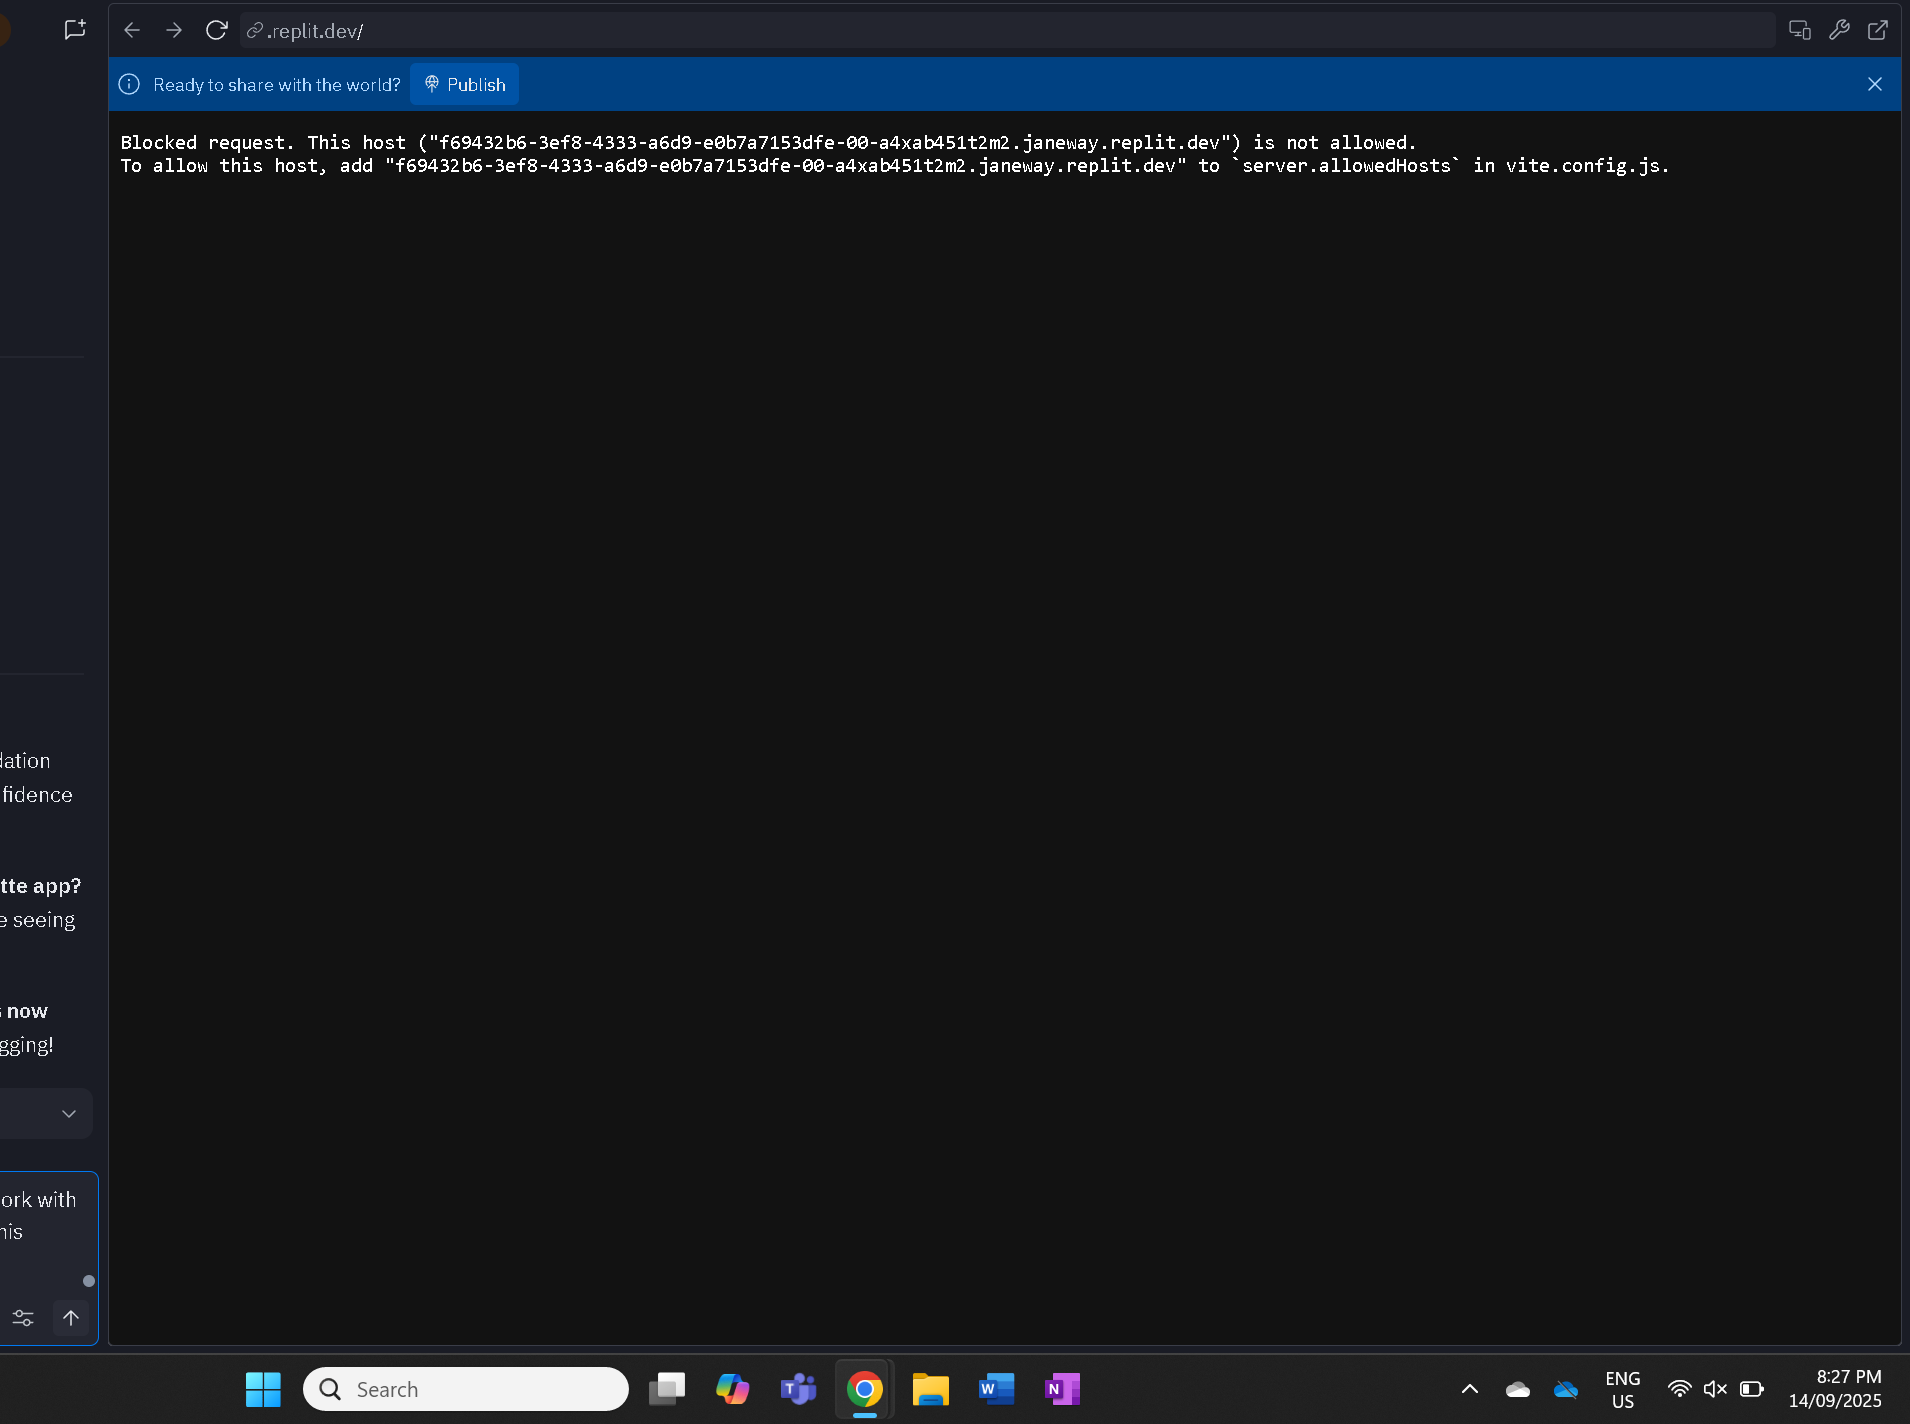 .replit.dev/
Ready to share with the world? Publish
Blocked request. This host ("f69432b6-3ef8-4333-a6d9-e0b7a7153dfe-00-a4xab451t2m2.janeway.replit.dev") is not allowed.
To allow this host, add "f69432b6-3ef8-4333-a6d9-e0b7a7153dfe-00-a4xab451t2m2.janeway.replit.dev" to `server.allowedHosts` in vite.config.js.
dation
fidence
tte app?
e seeing
s now
gging!
ork with
his
Search
ENG
US
8:27 PM
14/09/2025